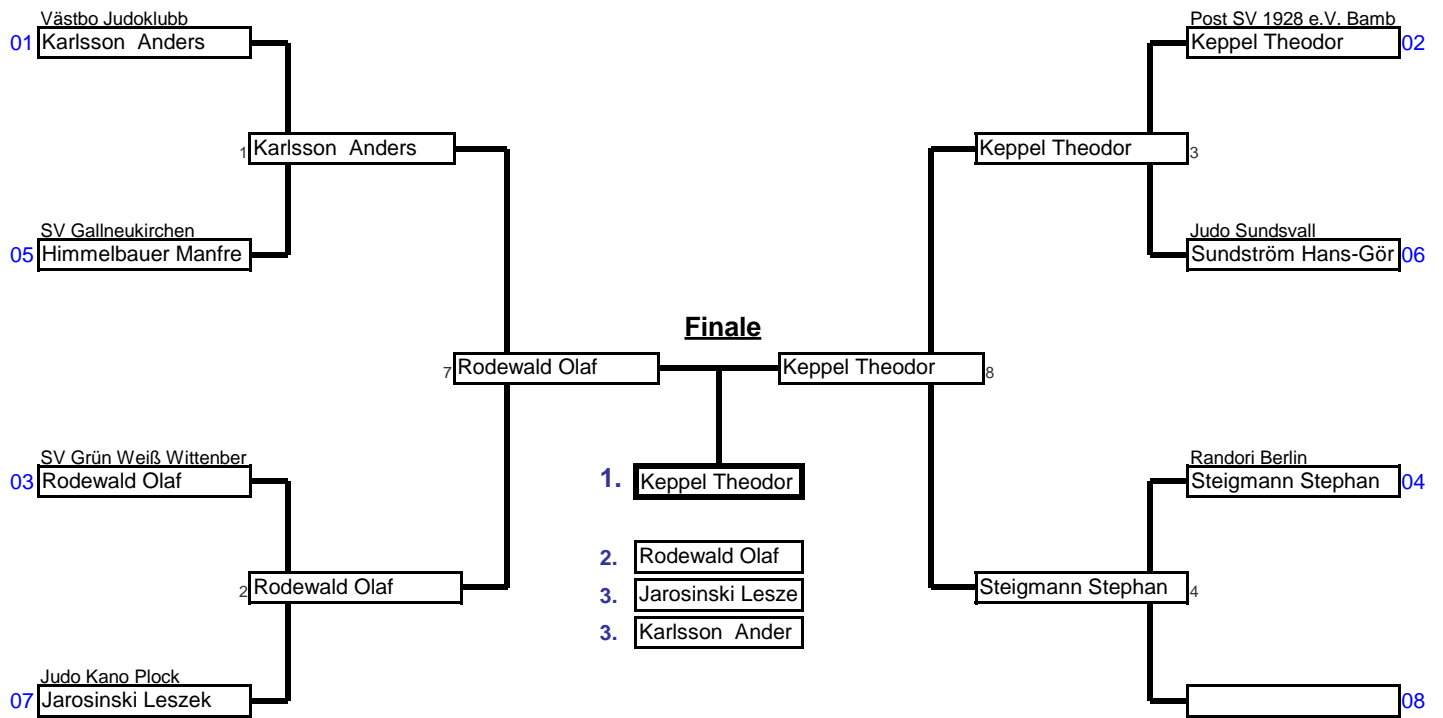 Västbo Judoklubb
01 Karlsson  Anders
Post SV 1928 e.V. Bamb
Keppel Theodor 02
1 Karlsson  Anders
Keppel Theodor 3
SV Gallneukirchen
05 Himmelbauer Manfre
Judo Sundsvall
Sundström Hans-Gör 06
Finale
7 Rodewald Olaf
Keppel Theodor 8
SV Grün Weiß Wittenber
03 Rodewald Olaf
1. Keppel Theodor
Randori Berlin
Steigmann Stephan 04
2. Rodewald Olaf
2 Rodewald Olaf
3. Jarosinski Lesze
Steigmann Stephan 4
3. Karlsson  Ander
Judo Kano Plock
07 Jarosinski Leszek
08